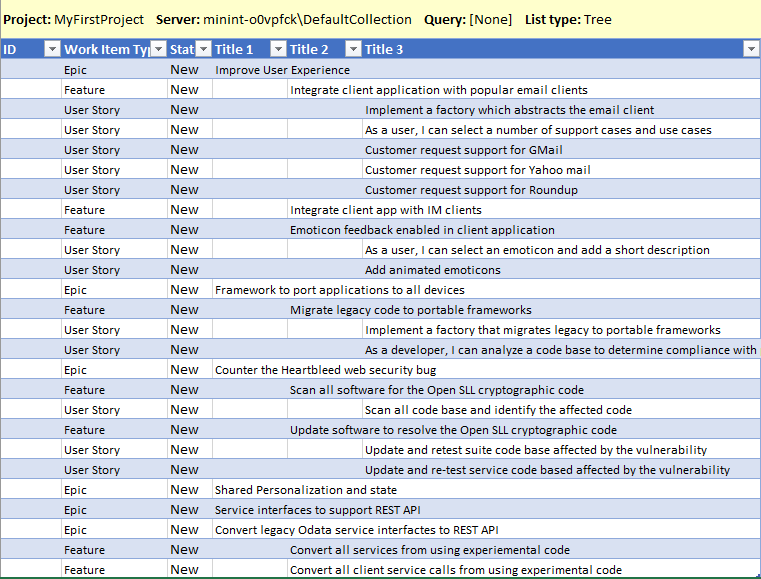 Project: MyFirstProject Server: minint-o0vpfck\DefaultCollection Query: [None] List type: Tree
ID Work Item Typ Stat Title 1 Title 2 Title 3
Epic New Improve User Experience
Feature New Integrate client application with popular email clients
User Story New Implement a factory which abstracts the email client
User Story New As a user, I can select a number of support cases and use cases
User Story New Customer request support for GMail
User Story New Customer request support for Yahoo mail
User Story New Customer request support for Roundup
Feature New Integrate client app with IM clients
Feature New Emoticon feedback enabled in client application
User Story New As a user, I can select an emoticon and add a short description
User Story New Add animated emoticons
Epic New Framework to port applications to all devices
Feature New Migrate legacy code to portable frameworks
User Story New Implement a factory that migrates legacy to portable frameworks
User Story New As a developer, I can analyze a code base to determine compliance with
Epic New Counter the Heartbleed web security bug
Feature New Scan all software for the Open SLL cryptographic code
User Story New Scan all code base and identify the affected code
Feature New Update software to resolve the Open SLL cryptographic code
User Story New Update and retest suite code base affected by the vulnerability
User Story New Update and re-test service code based affected by the vulnerability
Epic New Shared Personalization and state
Epic New Service interfaces to support REST API
Epic New Convert legacy Odata service interfactes to REST API
Feature New Convert all services from using experiemental code
Feature New Convert all client service calls from using experimental code